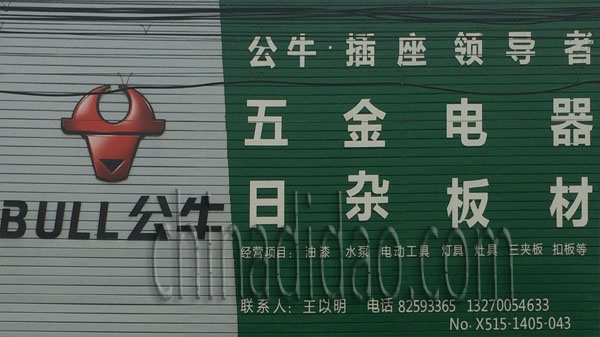 公牛·插座领导者
五金电器
日杂板材
BULL公牛
经营项目：油漆 水泵 电动工具 灯具 灶具 三夹板 扣板等
联系人：王以明 电话 82593365 13270054633
No·X515-1405-043
chinadidao.com